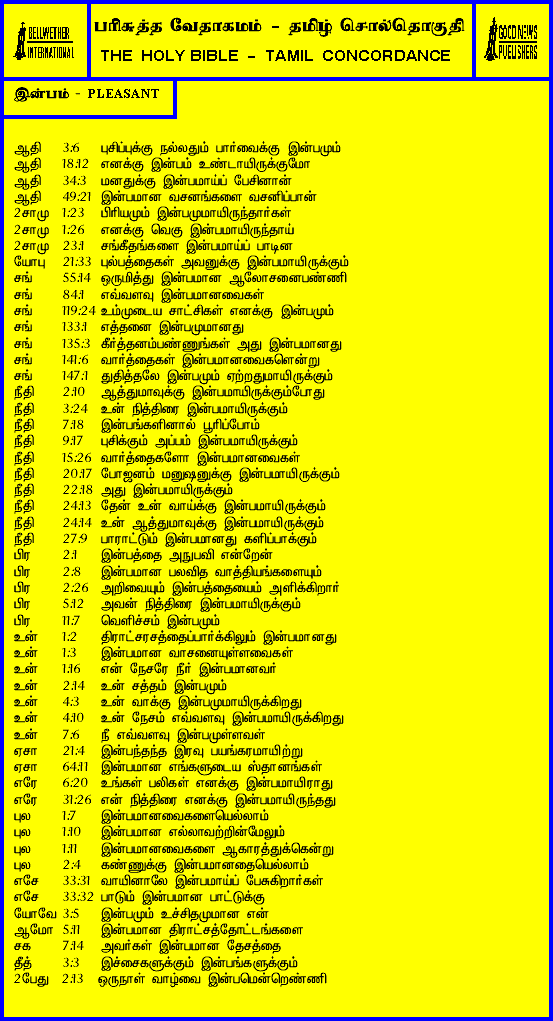 BELLWETHER
INTERNATIONAL
பரிசுத்த வேதாகமம் - தமிழ் சொல்தொகுதி
THE HOLY BIBLE - TAMIL CONCORDANCE
GOOD NEWS
PUBLISHERS
இன்பம் - PLEASANT
ஆதி 3:6 புசிப்புக்கு நல்லதும் பார்வைக்கு இன்பமும்
ஆதி 18:12 எனக்கு இன்பம் உண்டாயிருக்குமோ
ஆதி 34:3 மனதுக்கு இன்பமாய்ப் பேசினான்
ஆதி 49:21 இன்பமான வசனங்களை வசனிப்பான்
2சாமு 1:23 பிரியமும் இன்பமுமாயிருந்தார்கள்
2சாமு 1:26 எனக்கு வெகு இன்பமாயிருந்தாய்
2சாமு 23:1 சங்கீதங்களை இன்பமாய்ப் பாடின
யோபு 21:33 புல்பத்தைகள் அவனுக்கு இன்பமாயிருக்கும்
சங் 55:14 ஒருமித்து இன்பமான ஆலோசனைபண்ணி
சங் 84:1 எவ்வளவு இன்பமானவைகள்
சங் 119:24 உம்முடைய சாட்சிகள் எனக்கு இன்பமும்
சங் 133:1 எத்தனை இன்பமுமானது
சங் 135:3 கீர்த்தனம்பண்ணுங்கள் அது இன்பமானது
சங் 141:6 வார்த்தைகள் இன்பமானவைகளென்று
சங் 147:1 துதித்தலே இன்பமும் ஏற்றதுமாயிருக்கும்
நீதி 2:10 ஆத்துமாவுக்கு இன்பமாயிருக்கும்போது
நீதி 3:24 உன் நித்திரை இன்பமாயிருக்கும்
நீதி 7:18 இன்பங்களினால் பூரிப்போம்
நீதி 9:17 புசிக்கும் அப்பம் இன்பமாயிருக்கும்
நீதி 15:26 வார்த்தைகளோ இன்பமானவைகள்
நீதி 20:17 போஜனம் மனுஷனுக்கு இன்பமாயிருக்கும்
நீதி 22:18 அது இன்பமாயிருக்கும்
நீதி 24:13 தேன் உன் வாய்க்கு இன்பமாயிருக்கும்
நீதி 24:14 உன் ஆத்துமாவுக்கு இன்பமாயிருக்கும்
நீதி 27:9 பாராட்டும் இன்பமானது களிப்பாக்கும்
பிர 2:1 இன்பத்தை அநுபவி என்றேன்
பிர 2:8 இன்பமான பலவித வாத்தியங்களையும்
பிர 2:26 அறிவையும் இன்பத்தையைம் அளிக்கிறார்
பிர 5:12 அவன் நித்திரை இன்பமாயிருக்கும்
பிர 11:7 வெளிச்சம் இன்பமும்
உன் 1:2 திராட்சரசத்தைப்பார்க்கிலும் இன்பமானது
உன் 1:3 இன்பமான வாசனையுள்ளவைகள்
உன் 1:16 என் நேசரே நீர் இன்பமானவர்
உன் 2:14 உன் சத்தம் இன்பமும்
உன் 4:3 உன் வாக்கு இன்பமுமாயிருக்கிறது
உன் 4:10 உன் நேசம் எவ்வளவு இன்பமாயிருக்கிறது
உன் 7:6 நீ எவ்வளவு இன்பமுள்ளவள்
ஏசா 21:4 இன்பந்தந்த இரவு பயங்கரமாயிற்று
ஏசா 64:11 இன்பமான எங்களுடைய ஸ்தானங்கள்
எரே 6:20 உங்கள் பலிகள் எனக்கு இன்பமாயிராது
எரே 31:26 என் நித்திரை எனக்கு இன்பமாயிருந்தது
புல 1:7 இன்பமானவைகளையெல்லாம்
புல 1:10 இன்பமான எல்லாவற்றின்மேலும்
புல 1:11 இன்பமானவைகளை ஆகாரத்துக்கென்று
புல 2:4 கண்ணுக்கு இன்பமானதையெல்லாம்
எசே 33:31 வாயினாலே இன்பமாய்ப் பேசுகிறார்கள்
எசே 33:32 பாடும் இன்பமான பாட்டுக்கு
யோவே 3:5 இன்பமும் உச்சிதமுமான என்
ஆமோ 5:11 இன்பமான திராட்சத்தோட்டங்களை
சக 7:14 அவர்கள் இன்பமான தேசத்தை
தீத் 3:3 இச்சைகளுக்கும் இன்பங்களுக்கும்
2பேது 2:13 ஒருநாள் வாழ்வை இன்பமென்றெண்ணி